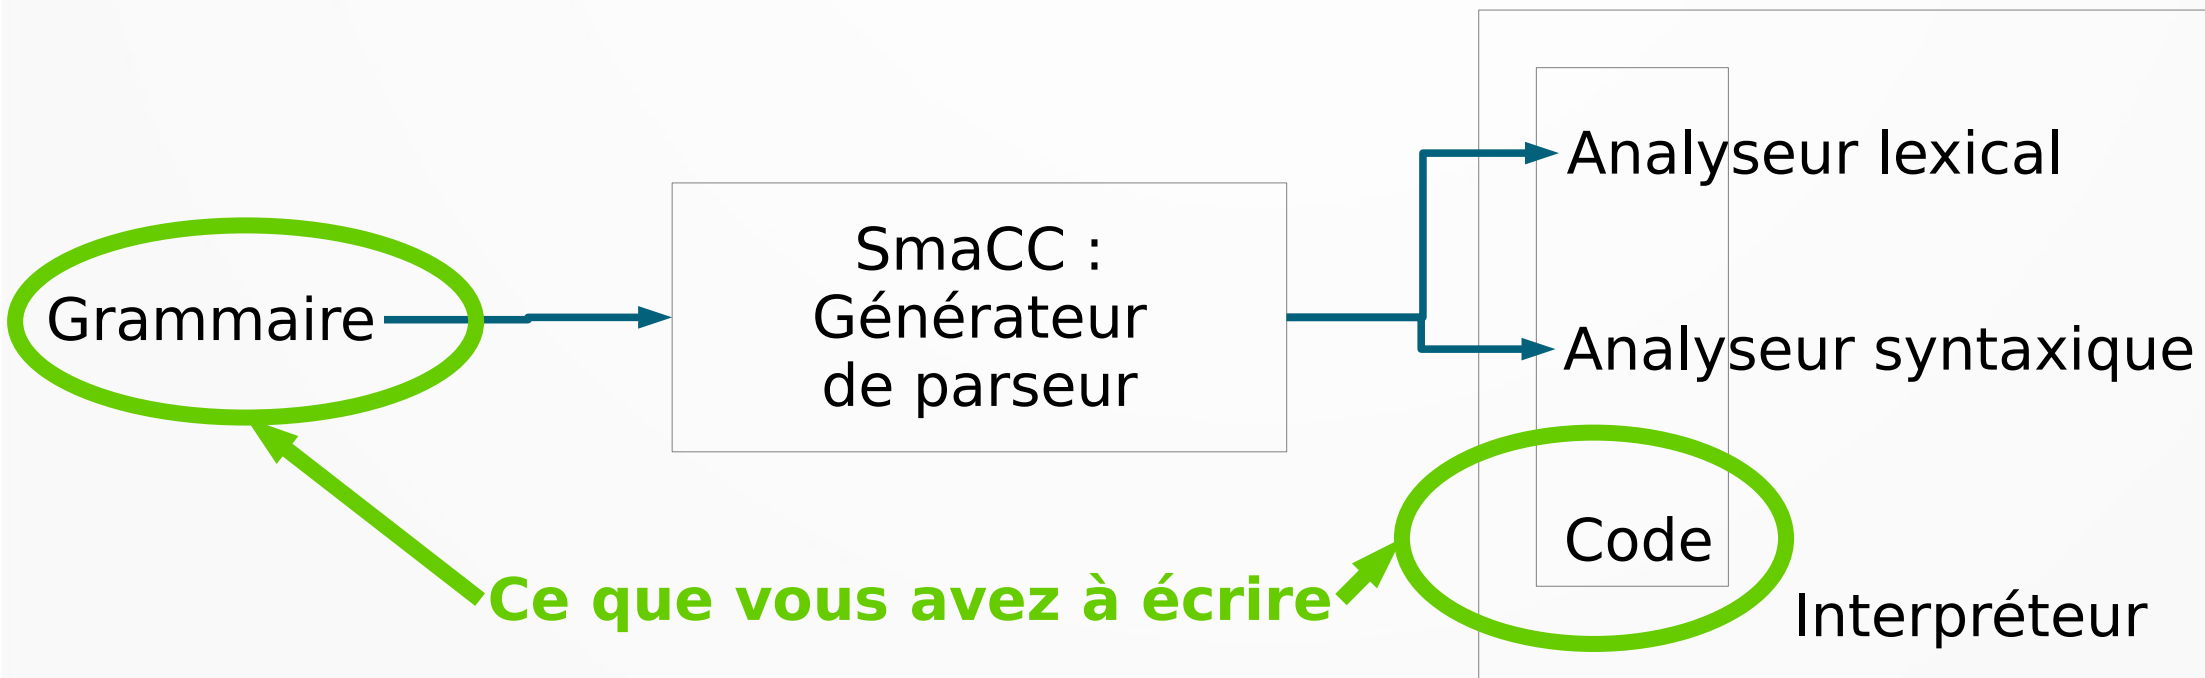 Analyseur lexical
SmaCC :
Générateur
de parseur
Grammaire
Analyseur syntaxique
Code
Ce que vous avez à écrire
Interpréteur